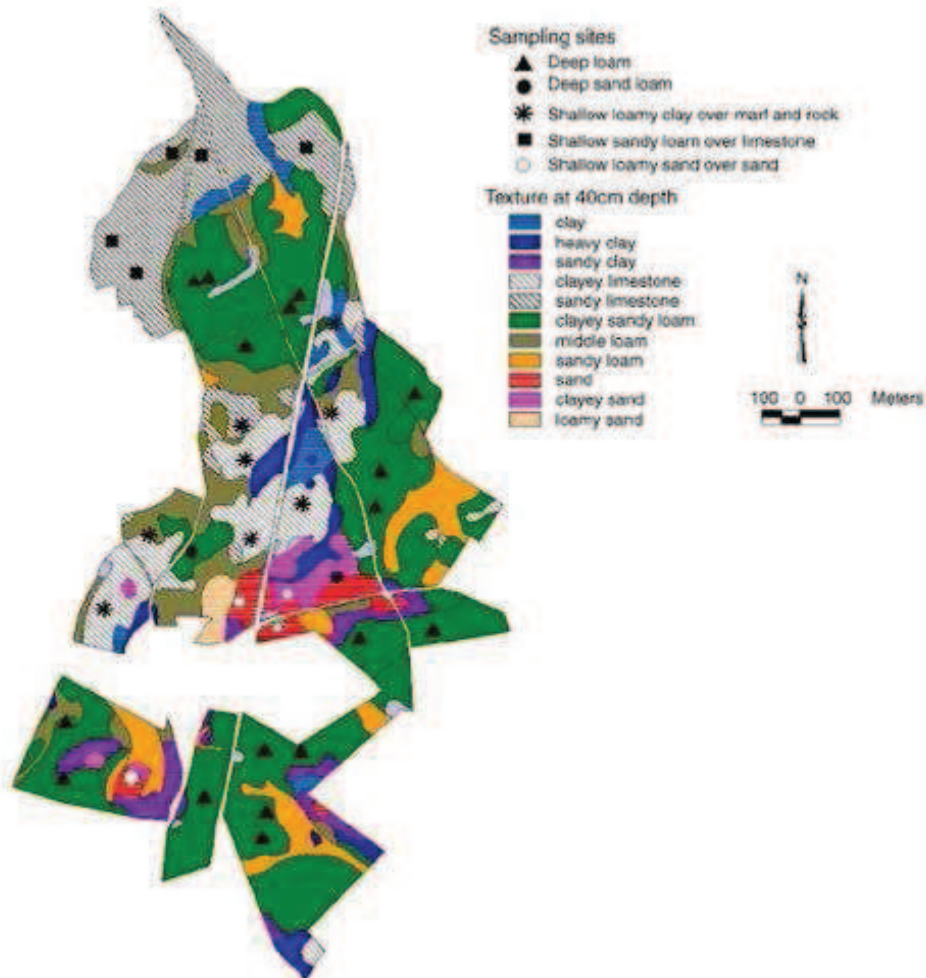 Sampling sites
Deep loam
Deep sand loam
Shallow loamy clay over marl and rock
Shallow sandy loam over limestone
Shallow loamy sand over sand
Texture at 40cm depth
clay
heavy clay
sandy clay
clayey limestone
sandy limestone
clayey sandy loam
middle loam
sandy loam
sand
clayey sand
loamy sand
N
100 0 100 Meters